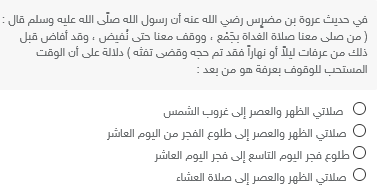 في حديث عروة بن مضرس رضي الله عنه أن رسول الله صلّى الله عليه وسلم قال :
( من صلى معنا صلاة الغداة بجَمْع ، ووقف معنا حتى نُفيض ، وقد أفاض قبل
ذلك من عرفات ليلاً أو نهاراً فقد تم حجه وقضى تفثه ) دلالة على أن الوقت
المستحب للوقوف بعرفة هو من بعد :
صلاتي الظهر والعصر إلى غروب الشمس
صلاتي الظهر والعصر إلى طلوع الفجر من اليوم العاشر
طلوع فجر اليوم التاسع إلى فجر اليوم العاشر
صلاتي الظهر والعصر إلى صلاة العشاء